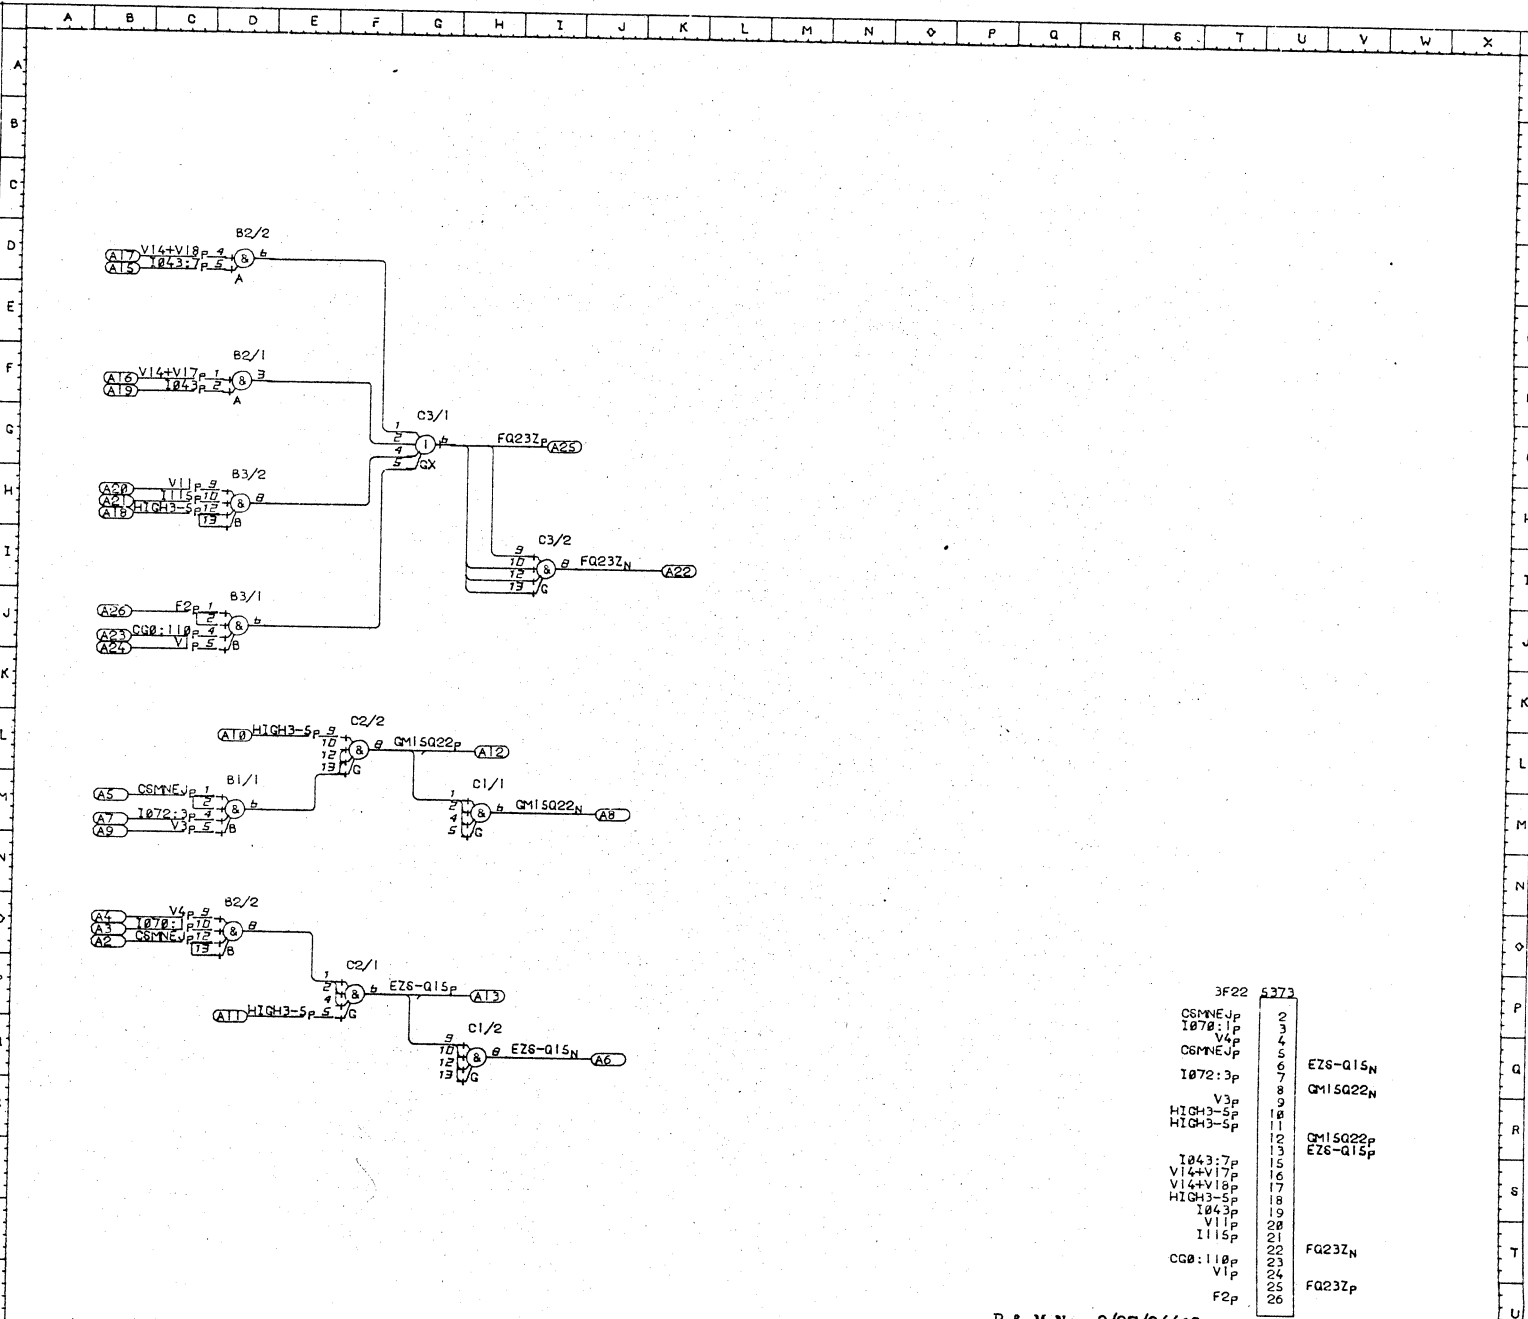 A B C D E F G H I J K L M N ◇ P Q R S T U V W X
A
B
C
D
E
F
G
H
I
J
K
L
M
N
B2/2
A17 V14+V18P 4 & 6
A15 I043:7P 5
A
B2/1
A16 V14+V17P 1 & 3
A19 I043P 2
A
C3/1
1
2
4
5
GX
6 FQ23ZP A25
B3/2
A20 V11P 9
A21 I115P 10 & 8
A18 HIGH3-5P 12
13 B
C3/2
9
10 & 8 FQ23ZN A22
12
13 G
B3/1
A26 F2P 1
2 & 6
A23 CG0:110P 4
A24 V1P 5 B
C2/2
A10 HIGH3-5P 9
10 & 8 GM15Q22P A12
12
13 G
B1/1
A5 CSMNEJP 1
2 & 6
A7 I072:3P 4
A9 V3P 5 B
C1/1
1
2 & 6 GM15Q22N A8
4
5 G
B2/2
A4 V4P 9
A3 I070:1P 10 & 8
A2 CSMNEJP 12
13 B
C2/1
1
2 & 6 EZS-Q15P A13
4
A11 HIGH3-5P 5 G
C1/2
9
10 & 8 EZS-Q15N A6
12
13 G
3F22 5373
CSMNEJP 2
I070:1P 3
V4P 4
CSMNEJP 5
6 EZS-Q15N
I072:3P 7
8 GM15Q22N
V3P 9
HIGH3-5P 10
HIGH3-5P 11
12 GM15Q22P
13 EZS-Q15P
I043:7P 15
V14+V17P 16
V14+V18P 17
HIGH3-5P 18
I043P 19
V11P 20
I115P 21
22 FQ23ZN
CG0:110P 23
V1P 24
25 FQ23ZP
F2P 26